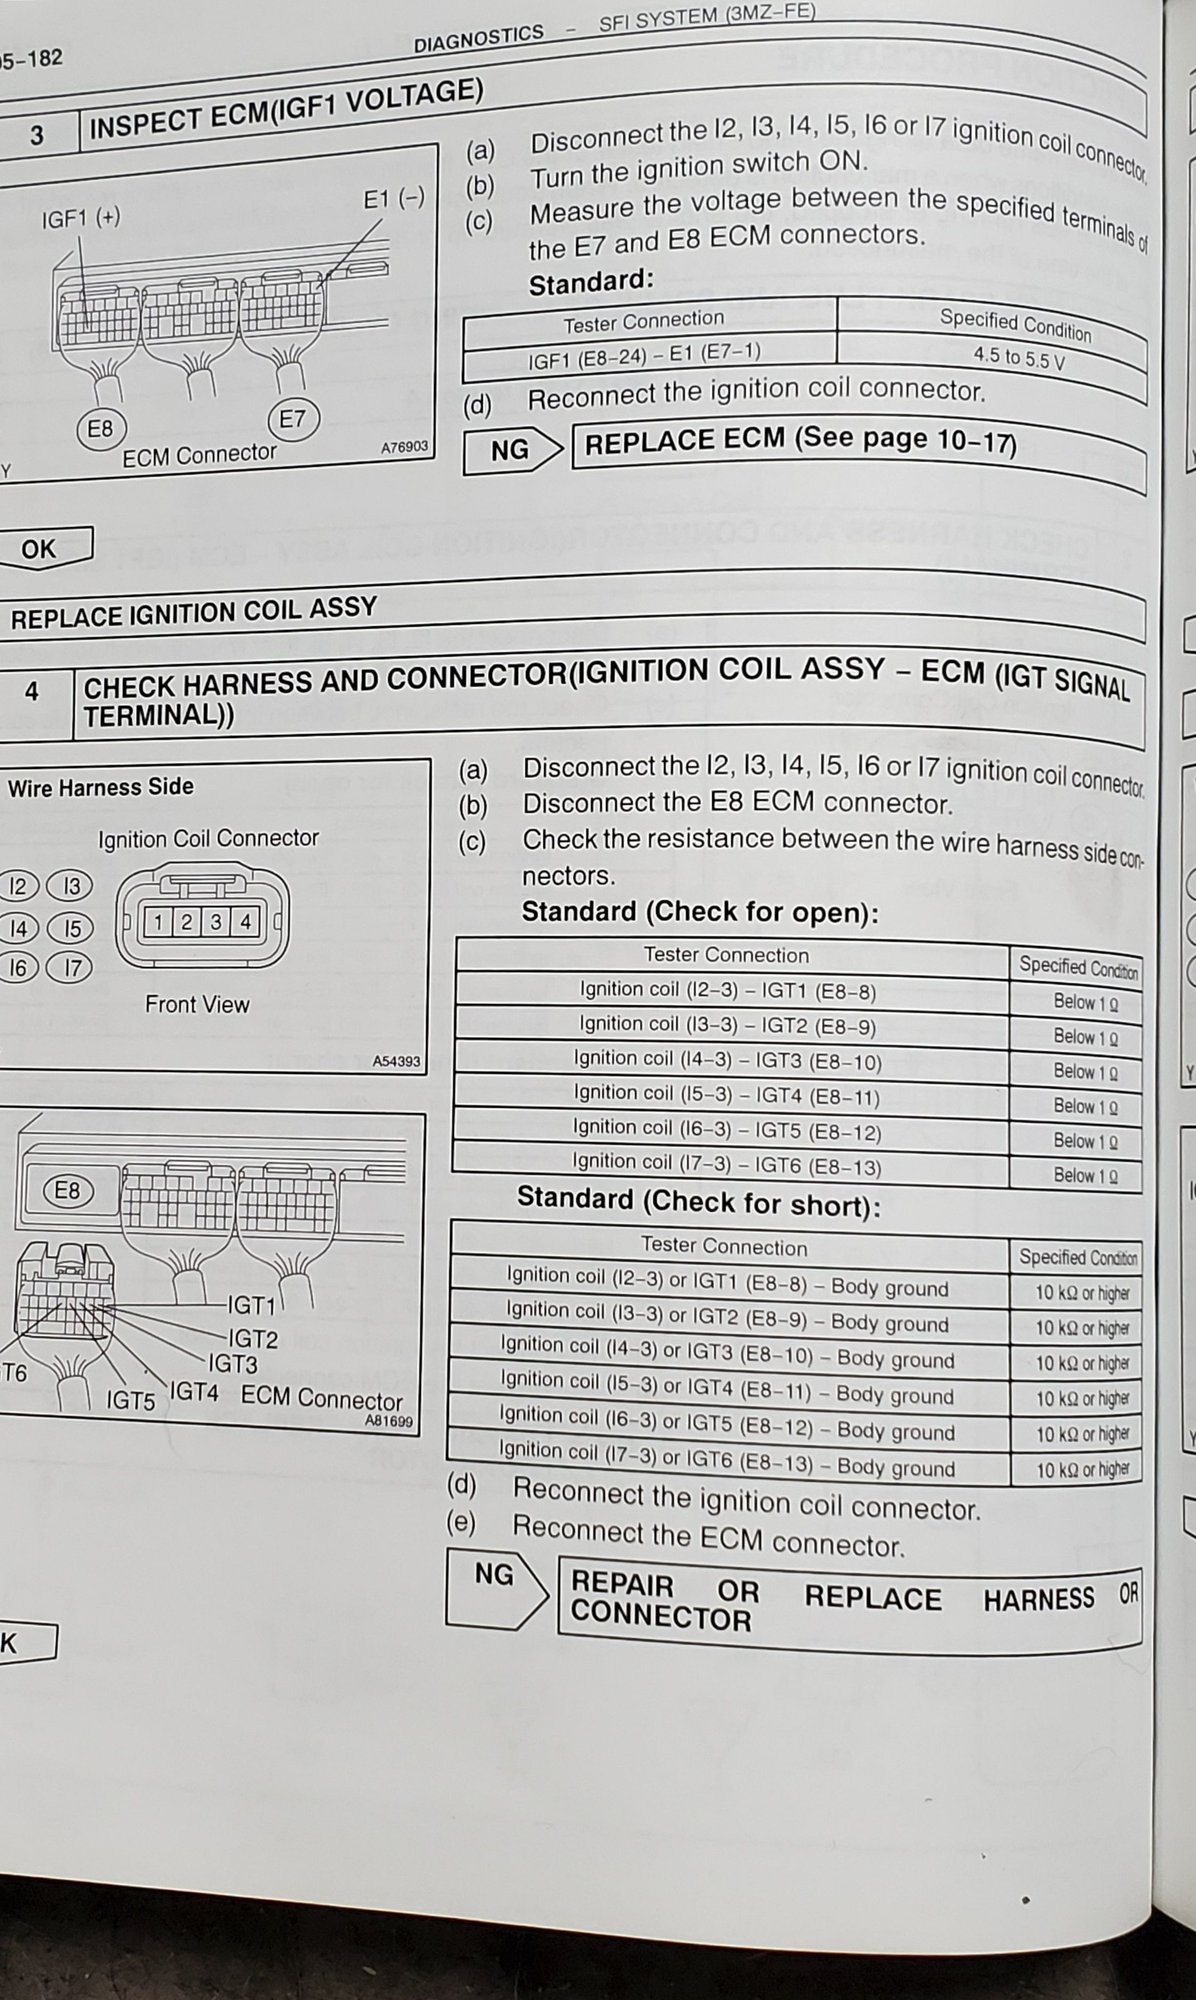 05-182
DIAGNOSTICS - SFI SYSTEM (3MZ-FE)
3 INSPECT ECM(IGF1 VOLTAGE)
IGF1 (+)
E1 (-)
E8
E7
ECM Connector
A76903
Y
(a) Disconnect the I2, I3, I4, I5, I6 or I7 ignition coil connector.
(b) Turn the ignition switch ON.
(c) Measure the voltage between the specified terminals of
the E7 and E8 ECM connectors.
Standard:
Tester Connection Specified Condition
IGF1 (E8-24) - E1 (E7-1) 4.5 to 5.5 V
(d) Reconnect the ignition coil connector.
NG REPLACE ECM (See page 10-17)
OK
REPLACE IGNITION COIL ASSY
4 CHECK HARNESS AND CONNECTOR(IGNITION COIL ASSY - ECM (IGT SIGNAL
TERMINAL))
Wire Harness Side
Ignition Coil Connector
I2 I3
I4 I5
I6 I7
1 2 3 4
Front View
A54393
E8
IGT1
IGT2
IGT3
IGT4
IGT5
GT6
ECM Connector
A81699
(a) Disconnect the I2, I3, I4, I5, I6 or I7 ignition coil connector.
(b) Disconnect the E8 ECM connector.
(c) Check the resistance between the wire harness side con-
nectors.
Standard (Check for open):
Tester Connection Specified Condition
Ignition coil (I2-3) - IGT1 (E8-8) Below 1 Ω
Ignition coil (I3-3) - IGT2 (E8-9) Below 1 Ω
Ignition coil (I4-3) - IGT3 (E8-10) Below 1 Ω
Ignition coil (I5-3) - IGT4 (E8-11) Below 1 Ω
Ignition coil (I6-3) - IGT5 (E8-12) Below 1 Ω
Ignition coil (I7-3) - IGT6 (E8-13) Below 1 Ω
Standard (Check for short):
Tester Connection Specified Condition
Ignition coil (I2-3) or IGT1 (E8-8) - Body ground 10 kΩ or higher
Ignition coil (I3-3) or IGT2 (E8-9) - Body ground 10 kΩ or higher
Ignition coil (I4-3) or IGT3 (E8-10) - Body ground 10 kΩ or higher
Ignition coil (I5-3) or IGT4 (E8-11) - Body ground 10 kΩ or higher
Ignition coil (I6-3) or IGT5 (E8-12) - Body ground 10 kΩ or higher
Ignition coil (I7-3) or IGT6 (E8-13) - Body ground 10 kΩ or higher
(d) Reconnect the ignition coil connector.
(e) Reconnect the ECM connector.
NG REPAIR OR REPLACE HARNESS OR
CONNECTOR
K